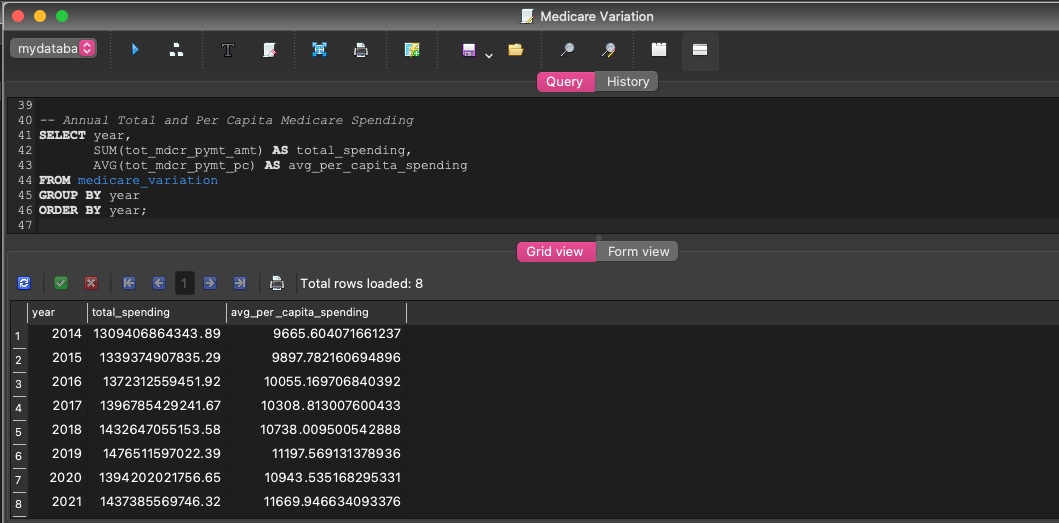 Medicare Variation
mydataba
Query History
39
40 -- Annual Total and Per Capita Medicare Spending
41 SELECT year,
42 SUM(tot_mdcr_pymt_amt) AS total_spending,
43 AVG(tot_mdcr_pymt_pc) AS avg_per_capita_spending
44 FROM medicare_variation
45 GROUP BY year
46 ORDER BY year;
47
Grid view Form view
1 Total rows loaded: 8
year total_spending avg_per_capita_spending
1 2014 1309406864343.89 9665.604071661237
2 2015 1339374907835.29 9897.782160694896
3 2016 1372312559451.92 10055.169706840392
4 2017 1396785429241.67 10308.813007600433
5 2018 1432647055153.58 10738.009500542888
6 2019 1476511597022.39 11197.569131378936
7 2020 1394202021756.65 10943.535168295331
8 2021 1437385569746.32 11669.946634093376